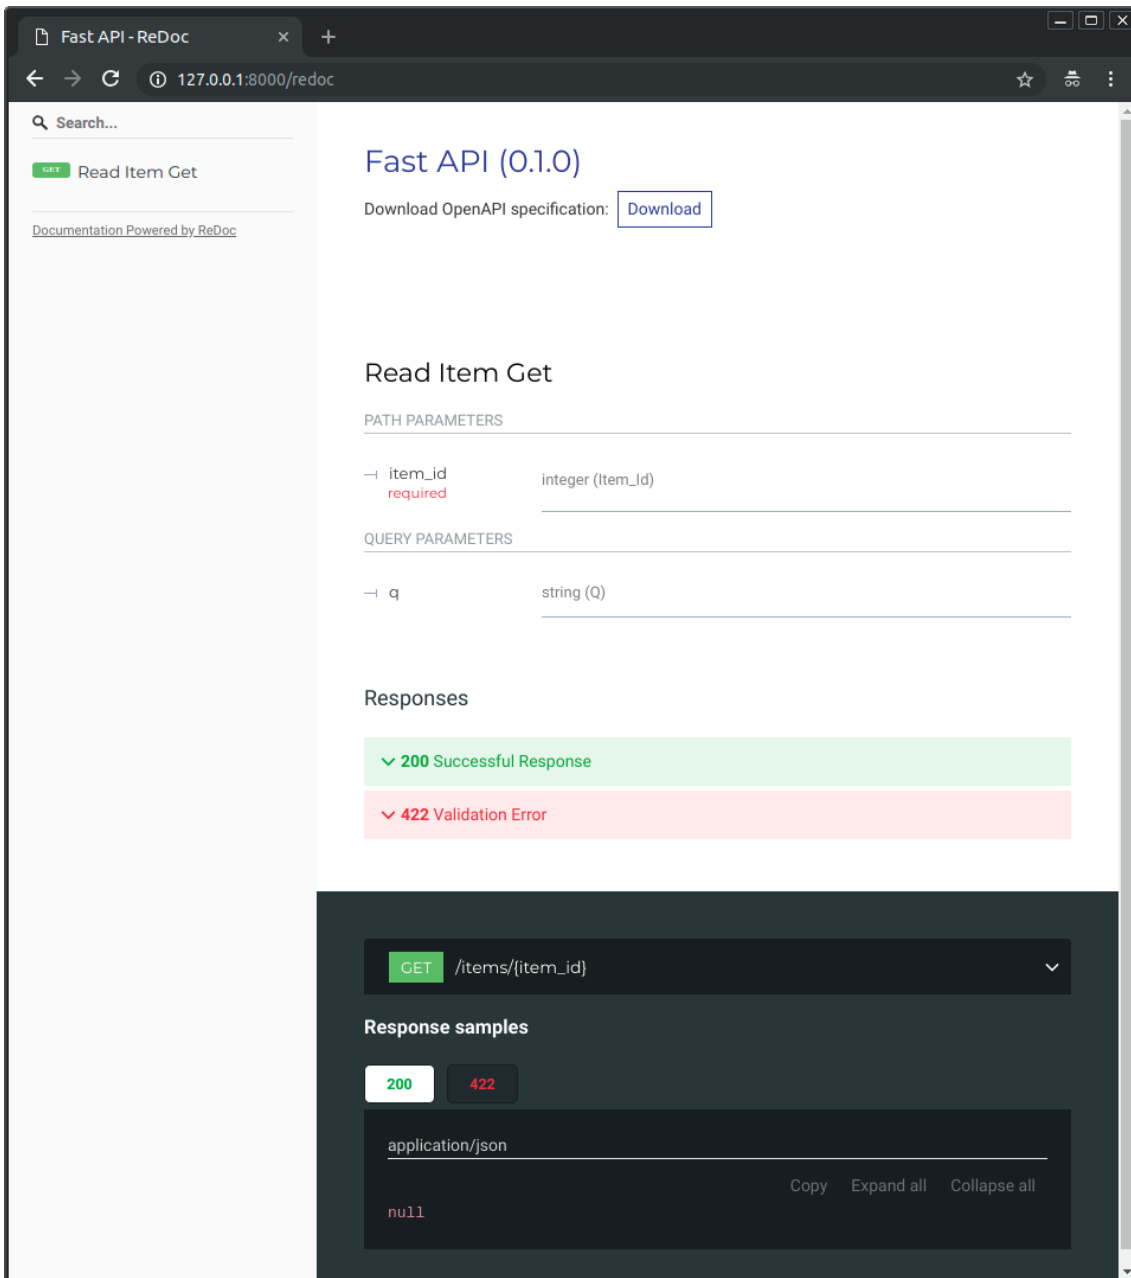 Fast API - ReDoc
127.0.0.1:8000/redoc
Search...
GET Read Item Get
Documentation Powered by ReDoc
Fast API (0.1.0)
Download OpenAPI specification: Download
Read Item Get
PATH PARAMETERS
item_id
required
integer (Item_Id)
QUERY PARAMETERS
q
string (Q)
Responses
200 Successful Response
422 Validation Error
GET /items/{item_id}
Response samples
200 422
application/json
Copy Expand all Collapse all
null